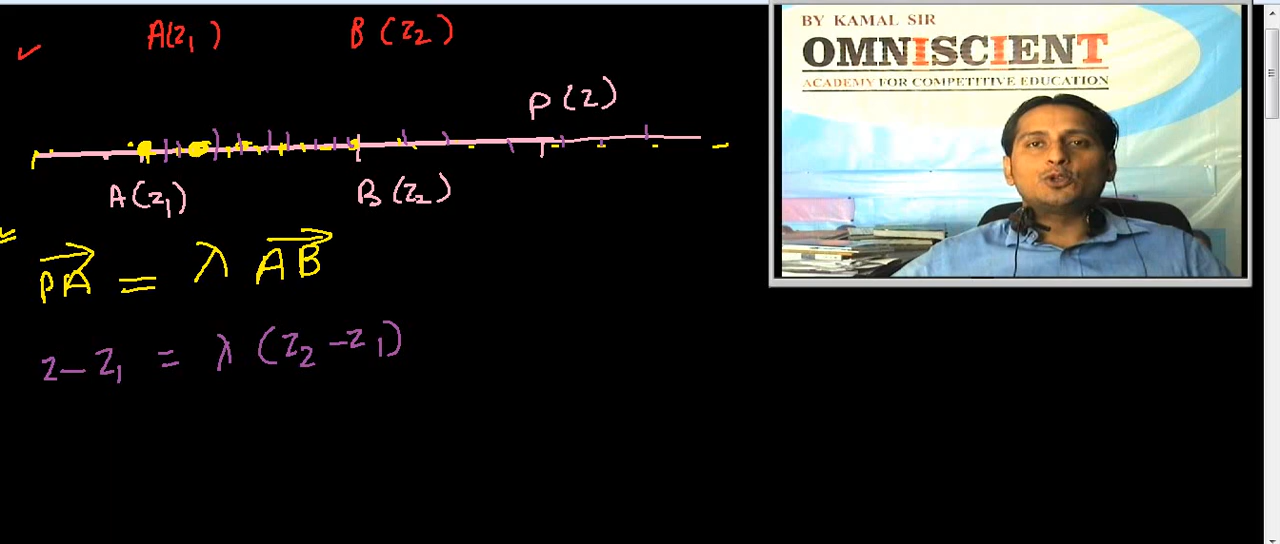 A(z₁) B(z₂)
P(z)
A(z₁) B(z₂)
PA = λ AB
z - z₁ = λ (z₂ - z₁)
BY KAMAL SIR
OMNISCIENT
ACADEMY FOR COMPETITIVE EDUCATION